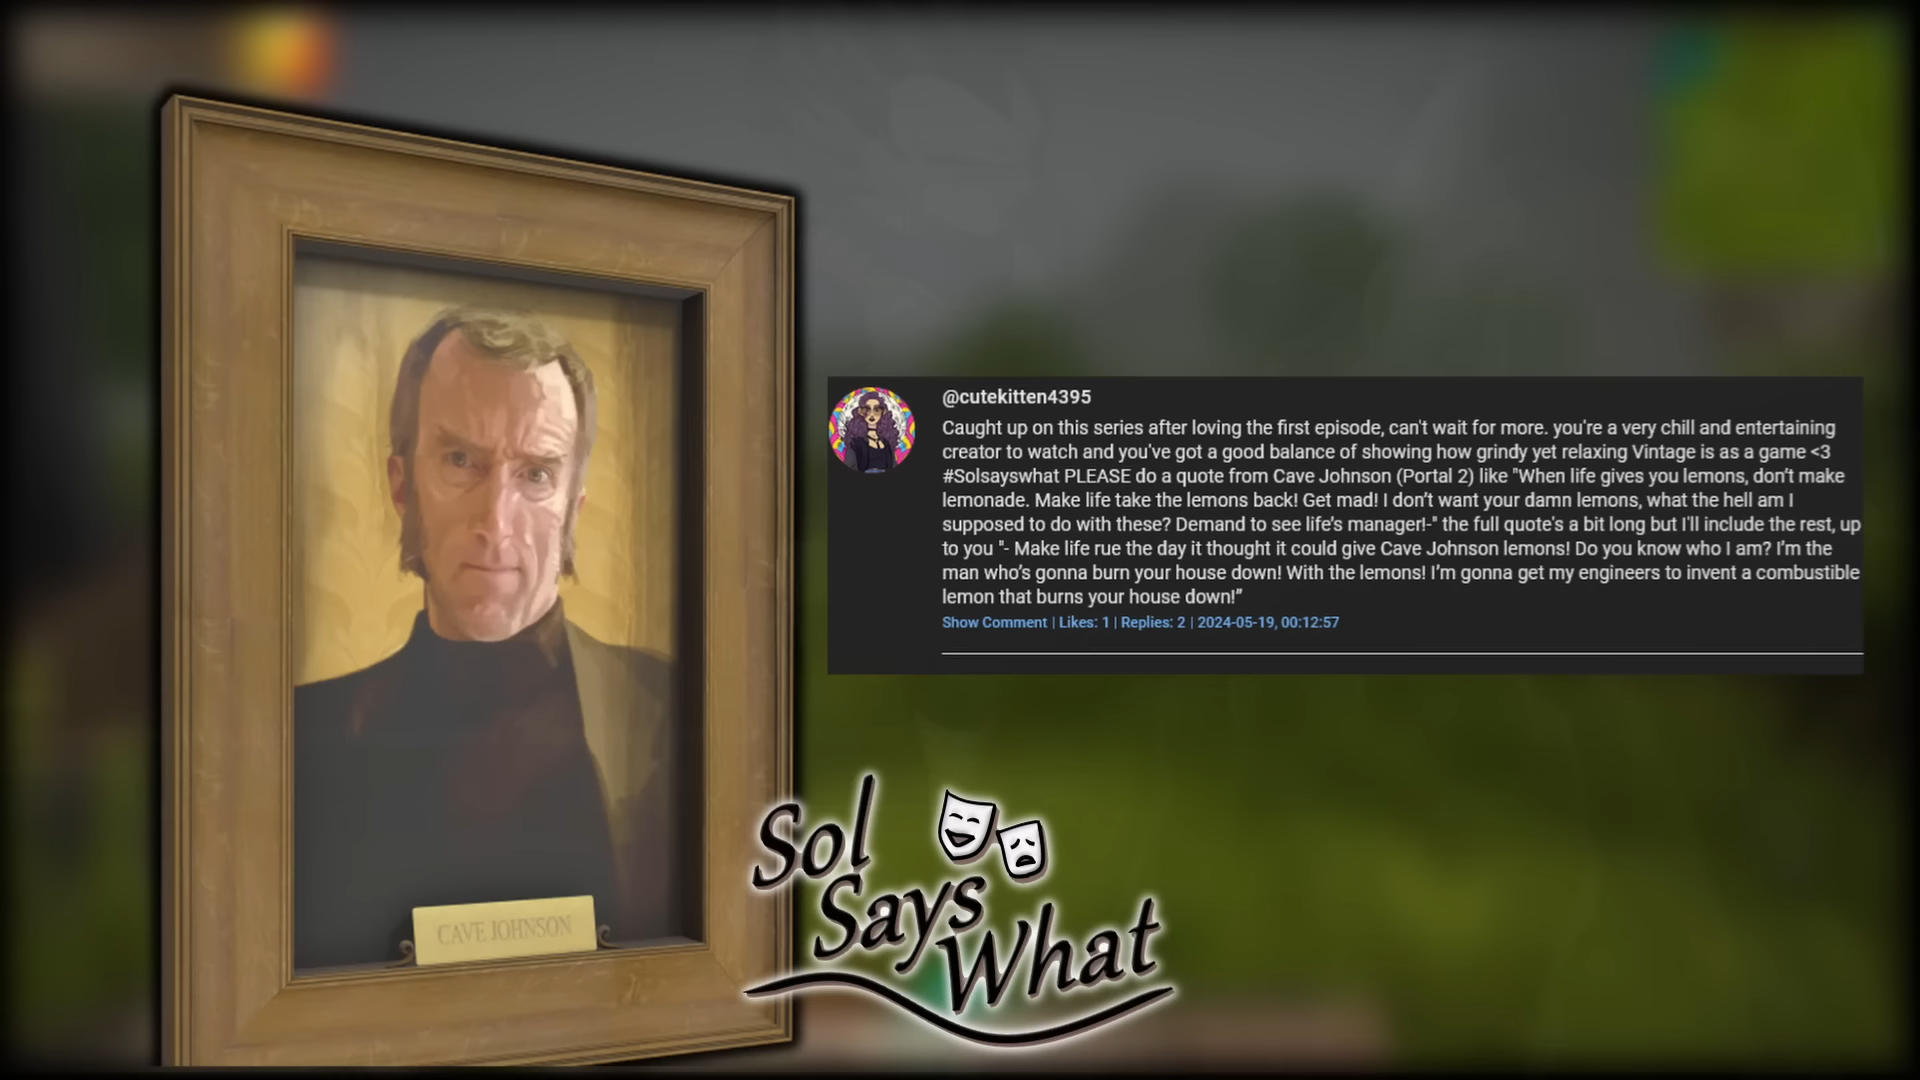 @cutekitten4395
Caught up on this series after loving the first episode, can't wait for more. you're a very chill and entertaining
creator to watch and you've got a good balance of showing how grindy yet relaxing Vintage is as a game <3
#Solsayswhat PLEASE do a quote from Cave Johnson (Portal 2) like "When life gives you lemons, don’t make
lemonade. Make life take the lemons back! Get mad! I don’t want your damn lemons, what the hell am I
supposed to do with these? Demand to see life’s manager!-" the full quote's a bit long but I'll include the rest, up
to you "- Make life rue the day it thought it could give Cave Johnson lemons! Do you know who I am? I’m the
man who’s gonna burn your house down! With the lemons! I’m gonna get my engineers to invent a combustible
lemon that burns your house down!”
Show Comment | Likes: 1 | Replies: 2 | 2024-05-19, 00:12:57
CAVE JOHNSON
Sol
Says
What